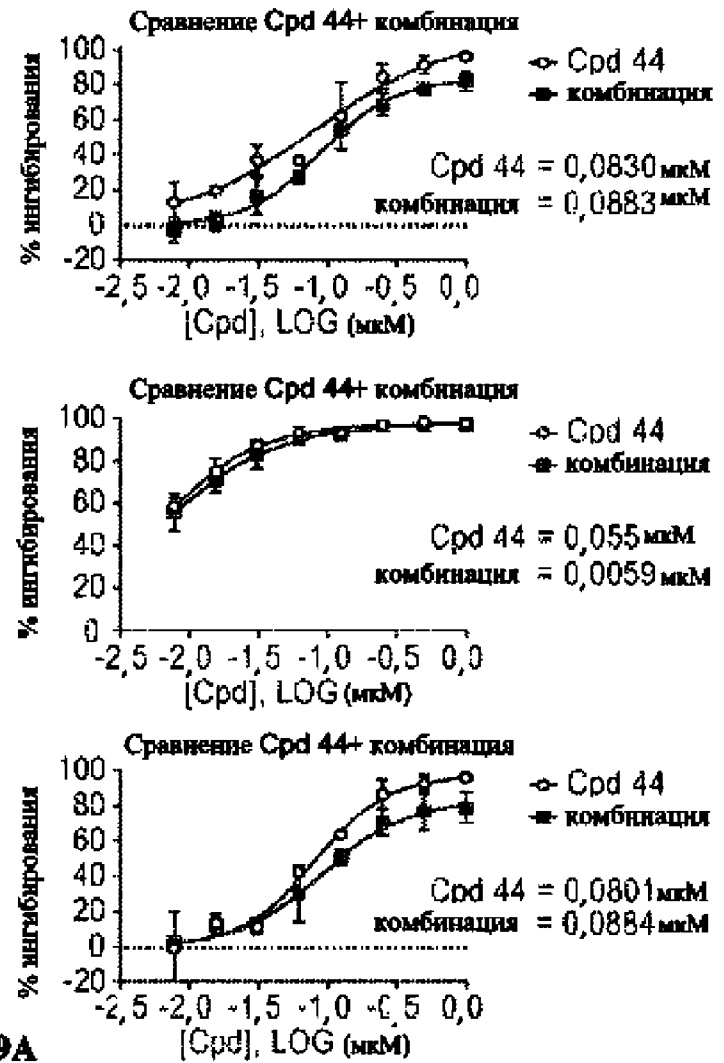 Сравнение Cpd 44+ комбинация
% ингибирования
100
80
60
40
20
0
-20
-2,5 -2,0 -1,5 -1,0 -0,5 0,0
[Cpd], LOG (мкМ)
Cpd 44
комбинация
Cpd 44 = 0,0830 мкМ
комбинация = 0,0883 мкМ
Сравнение Cpd 44+ комбинация
% ингибирования
100
80
60
40
20
0
-2,5 -2,0 -1,5 -1,0 -0,5 0,0
[Cpd], LOG (мкМ)
Cpd 44
комбинация
Cpd 44 = 0,055 мкМ
комбинация = 0,0059 мкМ
Сравнение Cpd 44+ комбинация
% ингибирования
100
80
60
40
20
0
-20
-2,5 -2,0 -1,5 -1,0 -0,5 0,0
[Cpd], LOG (мкМ)
Cpd 44
комбинация
Cpd 44 = 0,0801 мкМ
комбинация = 0,0884 мкМ
9A